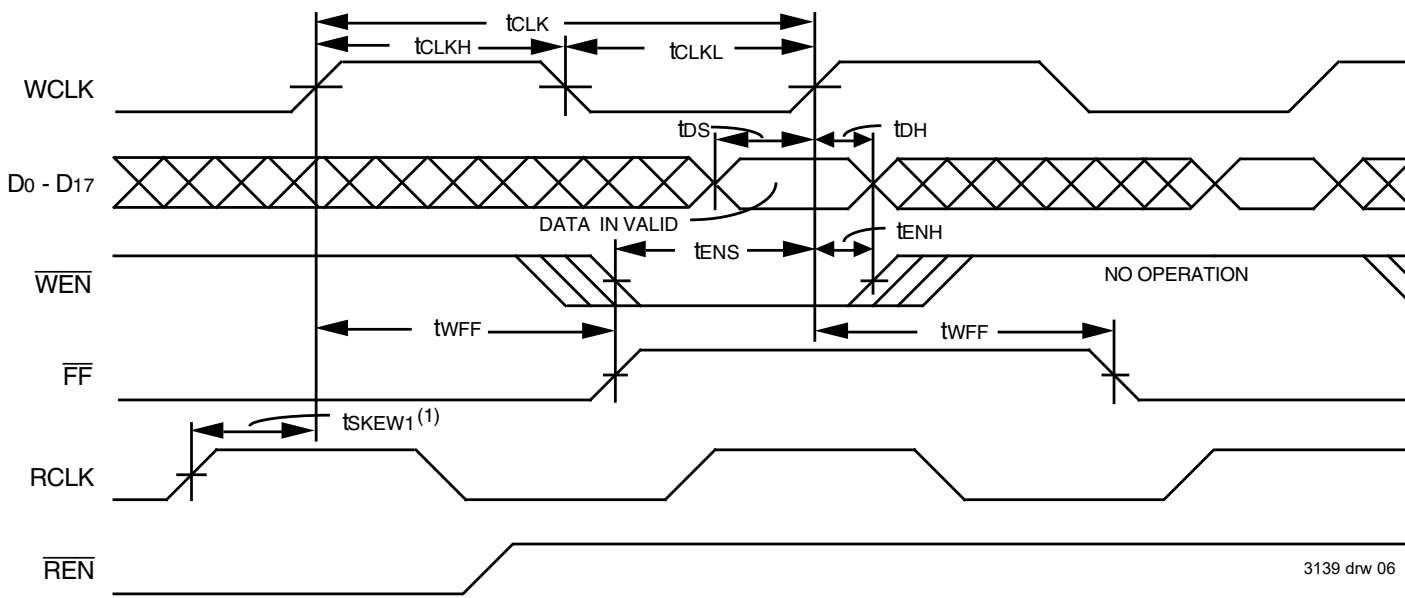 tCLK
tCLKH
tCLKL
WCLK
tDS
tDH
D0 - D17
DATA IN VALID
tENS
tENH
WEN
NO OPERATION
tWFF
tWFF
FF
tSKEW1(1)
RCLK
REN
3139 drw 06